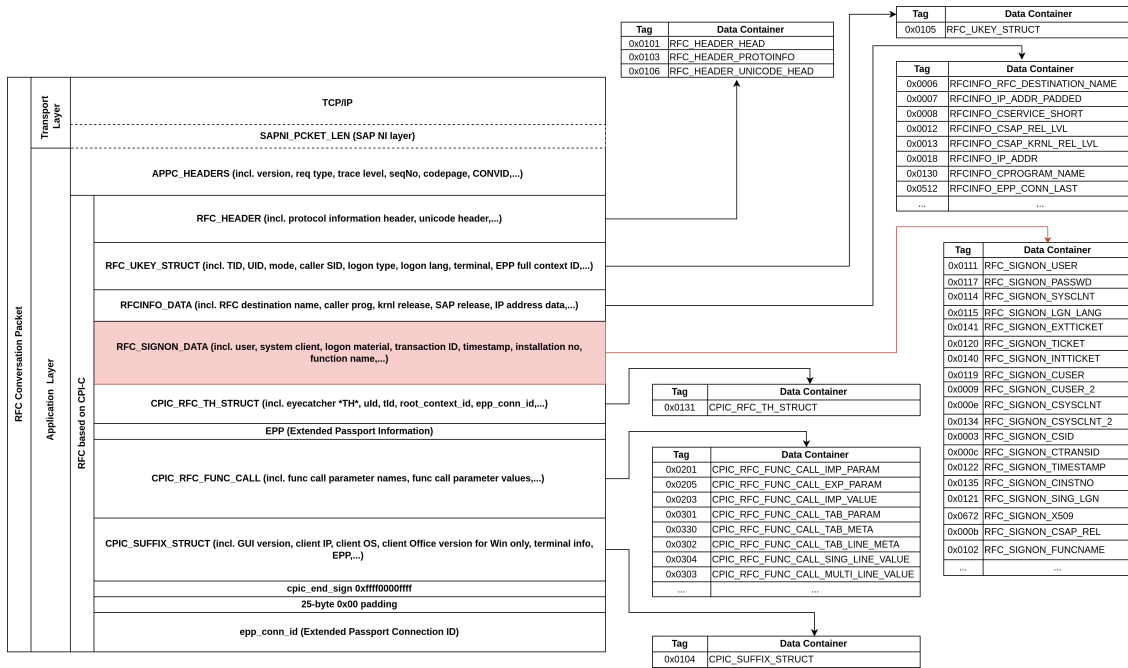 RFC Conversation Packet
Transport
Layer
Application Layer
RFC based on CPI-C
TCP/IP
SAPNI_PCKET_LEN (SAP NI layer)
APPC_HEADERS (incl. version, req type, trace level, seqNo, codepage, CONVID,...)
RFC_HEADER (incl. protocol information header, unicode header,...)
RFC_UKEY_STRUCT (incl. TID, UID, mode, caller SID, logon type, logon lang, terminal, EPP full context ID,...)
RFCINFO_DATA (incl. RFC destination name, caller prog, krnl release, SAP release, IP address data,...)
RFC_SIGNON_DATA (incl. user, system client, logon material, transaction ID, timestamp, installation no,
function name,...)
CPIC_RFC_TH_STRUCT (incl. eyecatcher *TH*, uId, tId, root_context_id, epp_conn_id,...)
EPP (Extended Passport Information)
CPIC_RFC_FUNC_CALL (incl. func call parameter names, func call parameter values,...)
CPIC_SUFFIX_STRUCT (incl. GUI version, client IP, client OS, client Office version for Win only, terminal info,
EPP,...)
cpic_end_sign 0xffff0000ffff
25-byte 0x00 padding
epp_conn_id (Extended Passport Connection ID)
Tag Data Container
0x0101 RFC_HEADER_HEAD
0x0103 RFC_HEADER_PROTOINFO
0x0106 RFC_HEADER_UNICODE_HEAD
Tag Data Container
0x0105 RFC_UKEY_STRUCT
Tag Data Container
0x0006 RFCINFO_RFC_DESTINATION_NAME
0x0007 RFCINFO_IP_ADDR_PADDED
0x0008 RFCINFO_CSERVICE_SHORT
0x0012 RFCINFO_CSAP_REL_LVL
0x0013 RFCINFO_CSAP_KRNL_REL_LVL
0x0018 RFCINFO_IP_ADDR
0x0130 RFCINFO_CPROGRAM_NAME
0x0512 RFCINFO_EPP_CONN_LAST
... ...
Tag Data Container
0x0111 RFC_SIGNON_USER
0x0117 RFC_SIGNON_PASSWD
0x0114 RFC_SIGNON_SYSCLNT
0x0115 RFC_SIGNON_LGN_LANG
0x0141 RFC_SIGNON_EXTTICKET
0x0120 RFC_SIGNON_TICKET
0x0140 RFC_SIGNON_INTTICKET
0x0119 RFC_SIGNON_CUSER
0x0009 RFC_SIGNON_CUSER_2
0x000e RFC_SIGNON_CSYSCLNT
0x0134 RFC_SIGNON_CSYSCLNT_2
0x0003 RFC_SIGNON_CSID
0x000c RFC_SIGNON_CTRANSID
0x0122 RFC_SIGNON_TIMESTAMP
0x0135 RFC_SIGNON_CINSTNO
0x0121 RFC_SIGNON_SING_LGN
0x0672 RFC_SIGNON_X509
0x000b RFC_SIGNON_CSAP_REL
0x0102 RFC_SIGNON_FUNCNAME
... ...
Tag Data Container
0x0131 CPIC_RFC_TH_STRUCT
Tag Data Container
0x0201 CPIC_RFC_FUNC_CALL_IMP_PARAM
0x0205 CPIC_RFC_FUNC_CALL_EXP_PARAM
0x0203 CPIC_RFC_FUNC_CALL_IMP_VALUE
0x0301 CPIC_RFC_FUNC_CALL_TAB_PARAM
0x0330 CPIC_RFC_FUNC_CALL_TAB_META
0x0302 CPIC_RFC_FUNC_CALL_TAB_LINE_META
0x0304 CPIC_RFC_FUNC_CALL_SING_LINE_VALUE
0x0303 CPIC_RFC_FUNC_CALL_MULTI_LINE_VALUE
... ...
Tag Data Container
0x0104 CPIC_SUFFIX_STRUCT